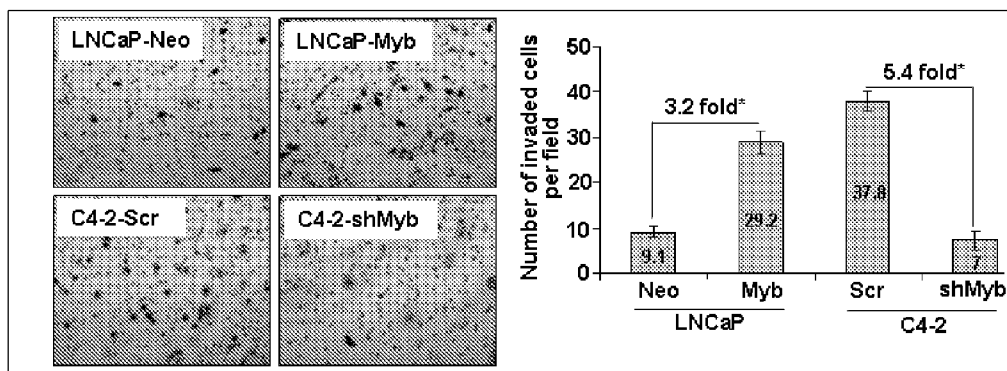 LNCaP-Neo
LNCaP-Myb
C4-2-Scr
C4-2-shMyb
Number of invaded cells
per field
50
40
30
20
10
0
3.2 fold*
5.4 fold*
9.1
29.2
37.8
7
Neo
Myb
Scr
shMyb
LNCaP
C4-2